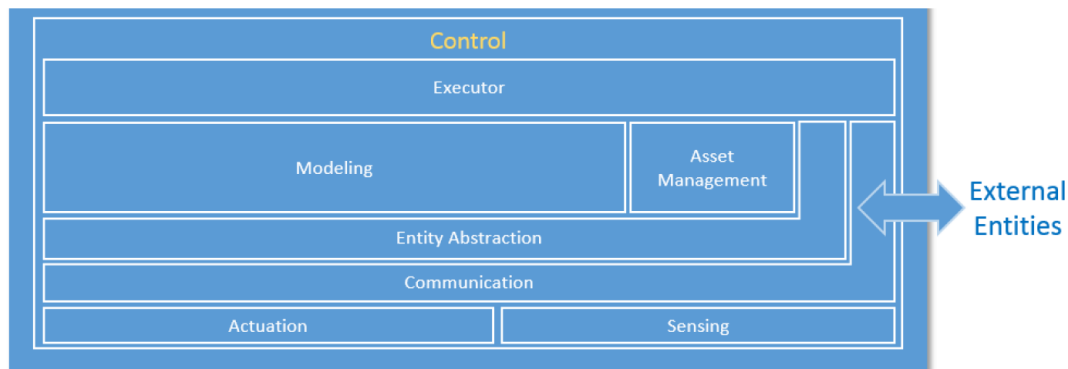 Control
Executor
Modeling
Asset
Management
External
Entities
Entity Abstraction
Communication
Actuation
Sensing